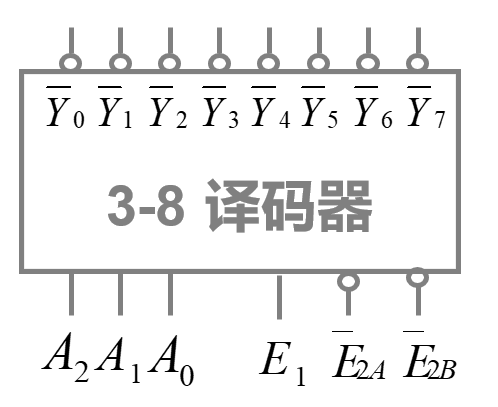 Y̅0 Y̅1 Y̅2 Y̅3 Y̅4 Y̅5 Y̅6 Y̅7
3-8 译码器
A2 A1 A0 E1 E̅2A E̅2B